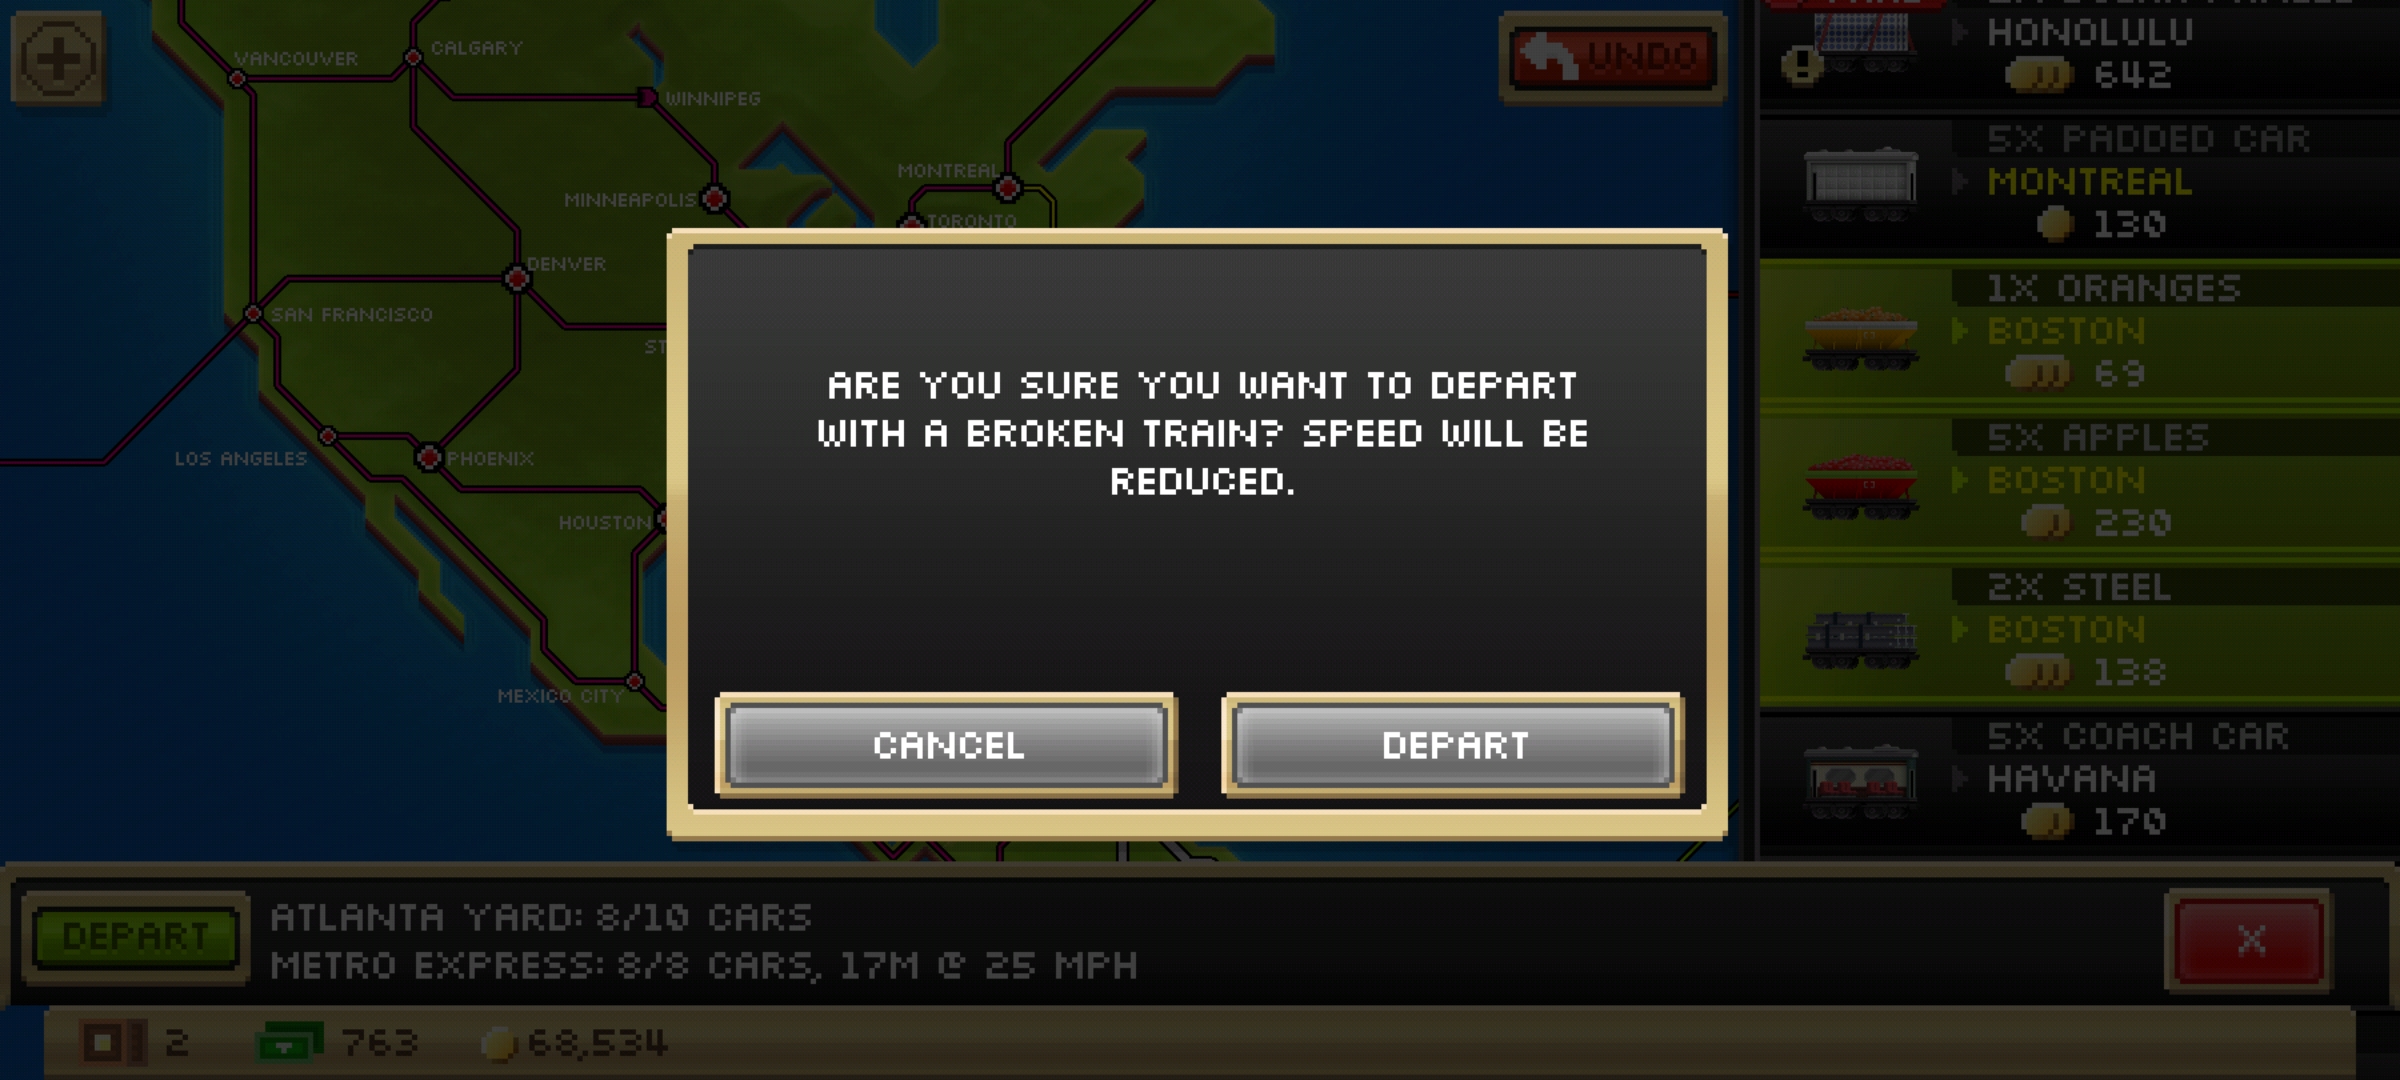 VANCOUVER
CALGARY
WINNIPEG
MONTREAL
MINNEAPOLIS
TORONTO
DENVER
SAN FRANCISCO
ST
LOS ANGELES
PHOENIX
HOUSTON
MEXICO CITY
UNDO
HONOLULU
642
5X PADDED CAR
MONTREAL
130
1X ORANGES
BOSTON
69
5X APPLES
BOSTON
230
2X STEEL
BOSTON
138
5X COACH CAR
HAVANA
170
ARE YOU SURE YOU WANT TO DEPART
WITH A BROKEN TRAIN? SPEED WILL BE
REDUCED.
CANCEL
DEPART
DEPART
ATLANTA YARD: 8/10 CARS
METRO EXPRESS: 8/8 CARS, 17M @ 25 MPH
X
2
763
68,534